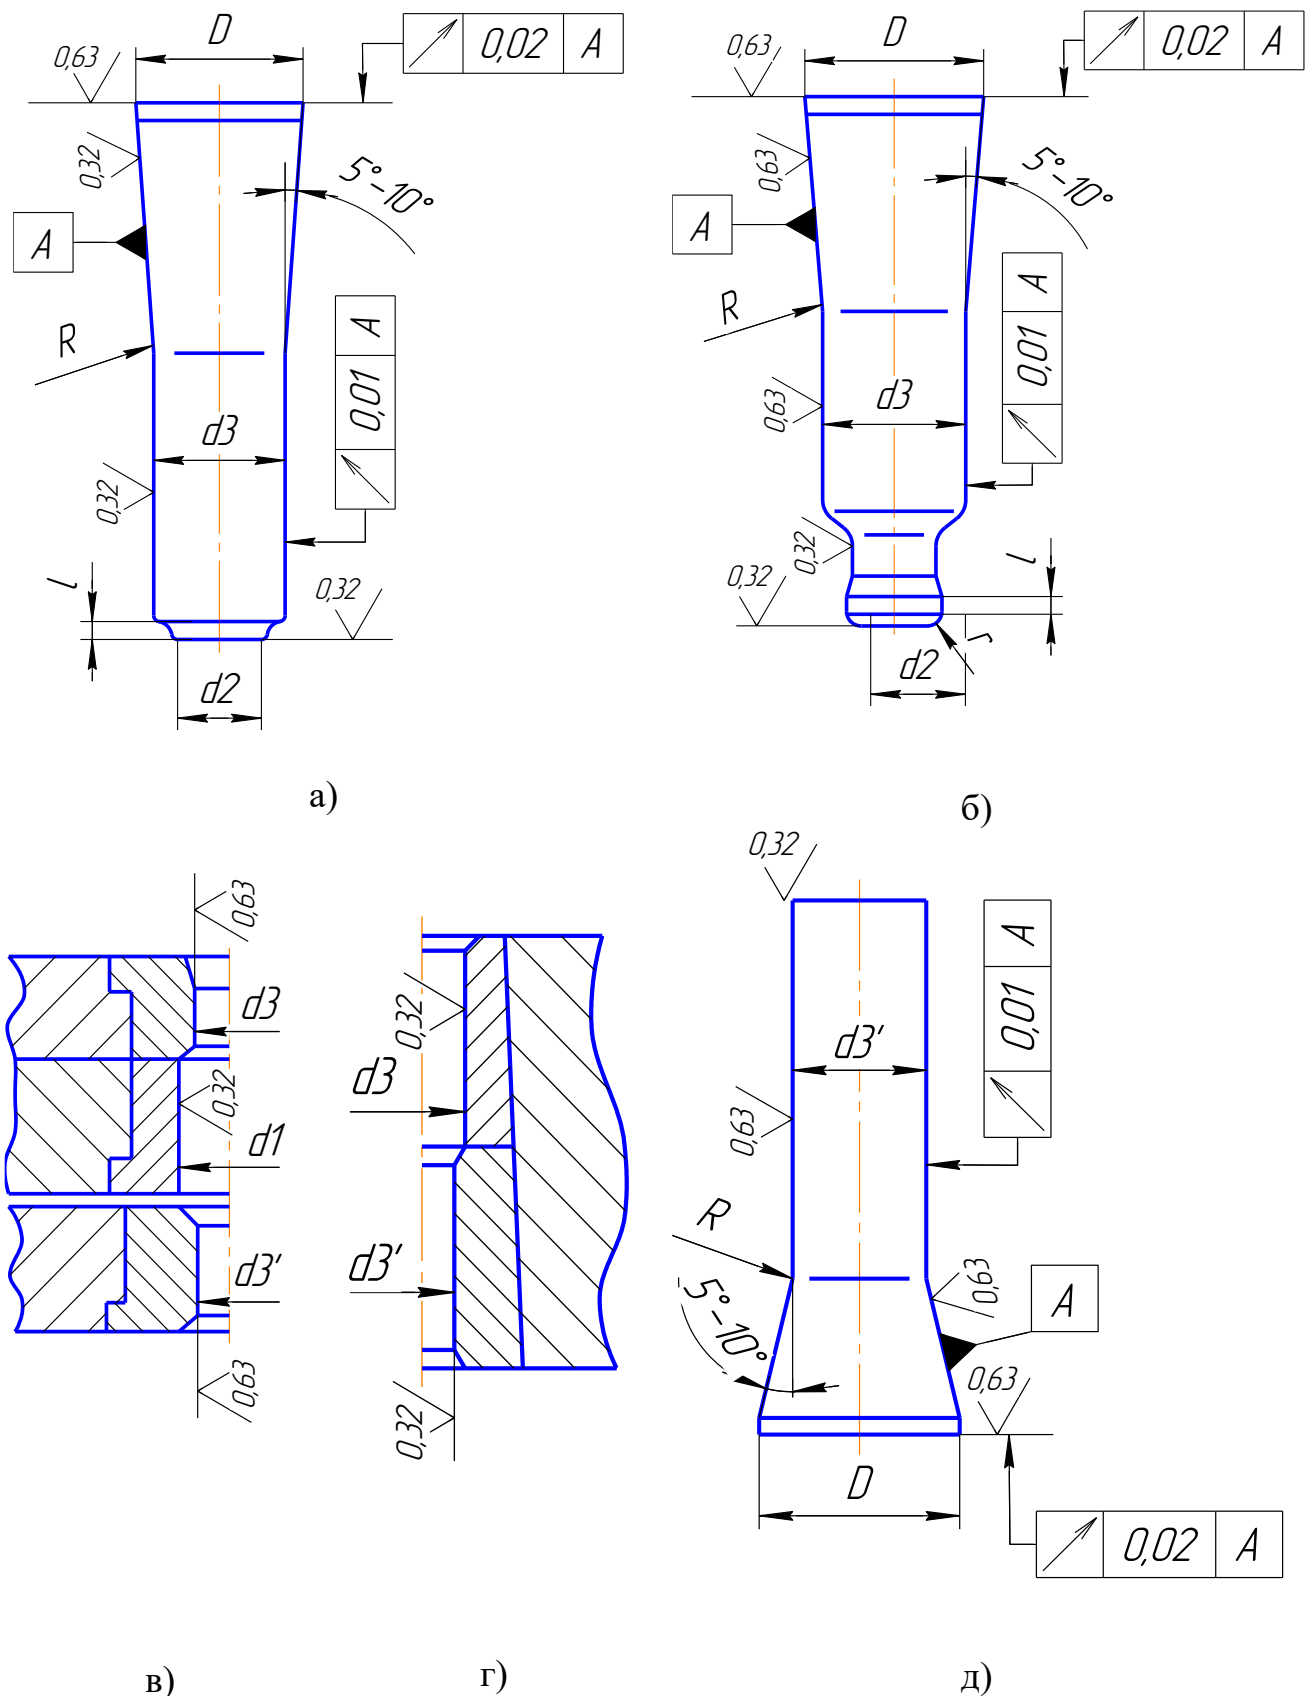 D
0,02 A
0,63
0,32
5°-10°
A
R
0,01 A
d3
0,32
l
0,32
d2
а)
D
0,02 A
0,63
0,63
5°-10°
A
R
0,01 A
d3
0,63
0,32
0,32
l
r
d2
б)
0,63
d3
0,32
d1
d3'
0,63
в)
0,32
d3
d3'
0,32
г)
0,32
0,01 A
d3'
0,63
R
5°-10°
0,63
A
0,63
D
0,02 A
д)